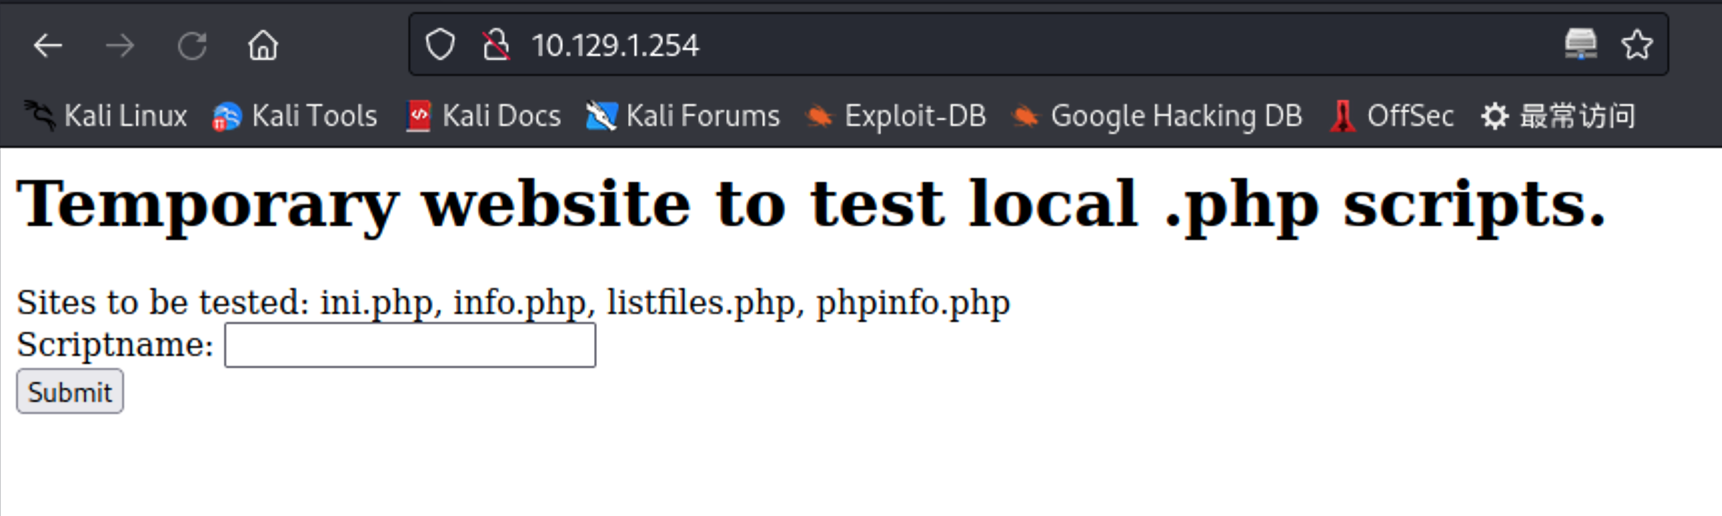 10.129.1.254
Kali Linux Kali Tools Kali Docs Kali Forums Exploit-DB Google Hacking DB OffSec 最常访问
Temporary website to test local .php scripts.
Sites to be tested: ini.php, info.php, listfiles.php, phpinfo.php
Scriptname:
Submit